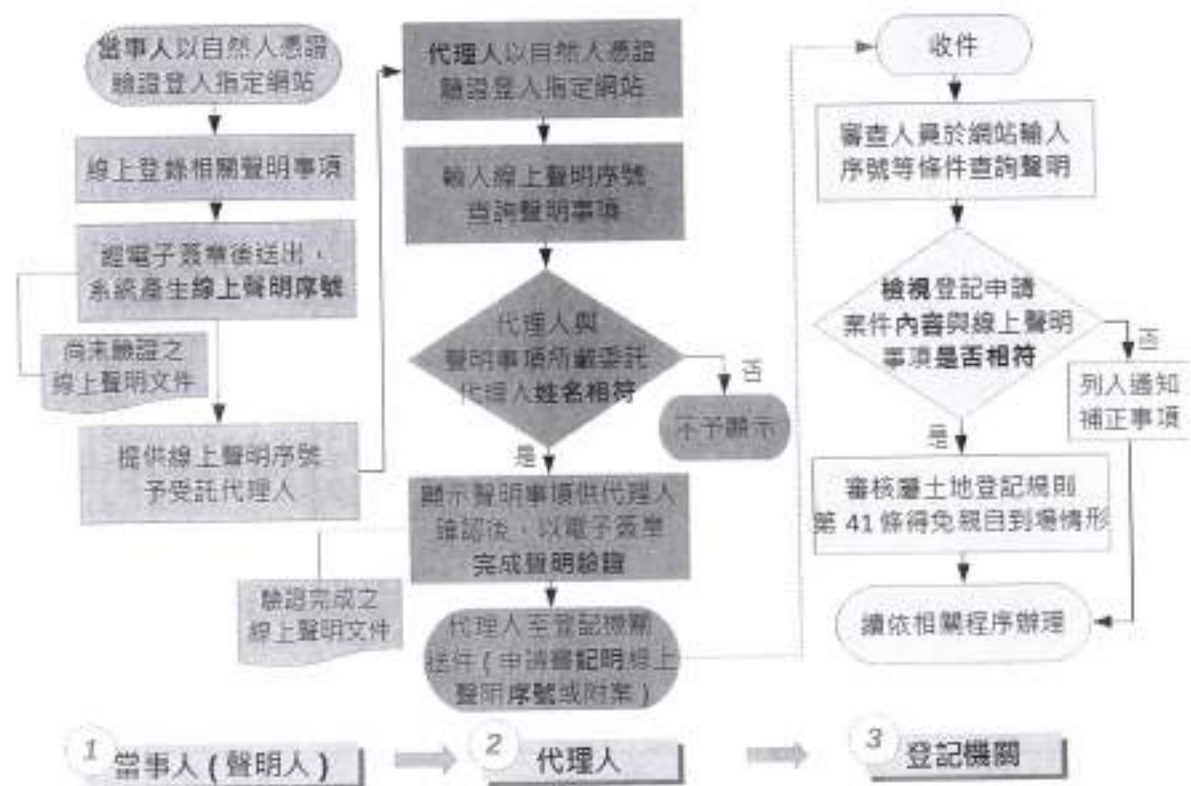 當事人以自然人憑證
驗證登入指定網站
線上登錄相關聲明事項
經電子簽章後送出，
系統產生線上聲明序號
尚未驗證之
線上聲明文件
提供線上聲明序號
予受託代理人
代理人以自然人憑證
驗證登入指定網站
輸入線上聲明序號
查詢聲明事項
代理人與
聲明事項所載委託
代理人姓名相符
否
不予顯示
是
顯示聲明事項供代理人
確認後，以電子簽章
完成聲明驗證
驗證完成之
線上聲明文件
代理人至登記機關
送件(申請書記明線上
聲明序號或附案)
收件
審查人員於網站輸入
序號等條件查詢聲明
檢視登記申請
案件內容與線上聲明
事項是否相符
否
列入通知
補正事項
是
審核屬土地登記規則
第 41 條得免親自到場情形
續依相關程序辦理
1 當事人(聲明人)
2 代理人
3 登記機關